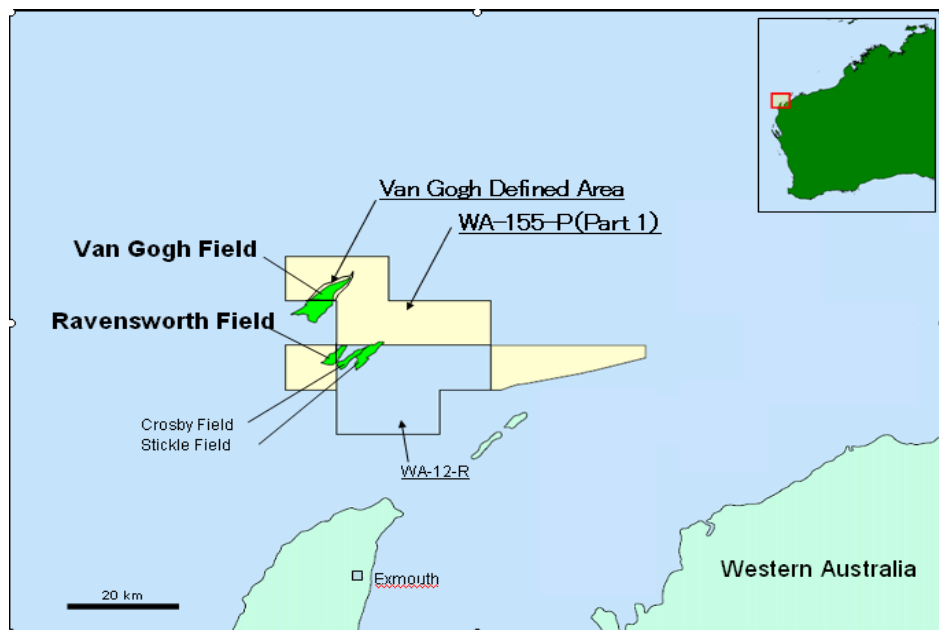 Van Gogh Defined Area
WA-155-P(Part 1)
Van Gogh Field
Ravensworth Field
Crosby Field
Stickle Field
WA-12-R
Western Australia
Exmouth
20 km